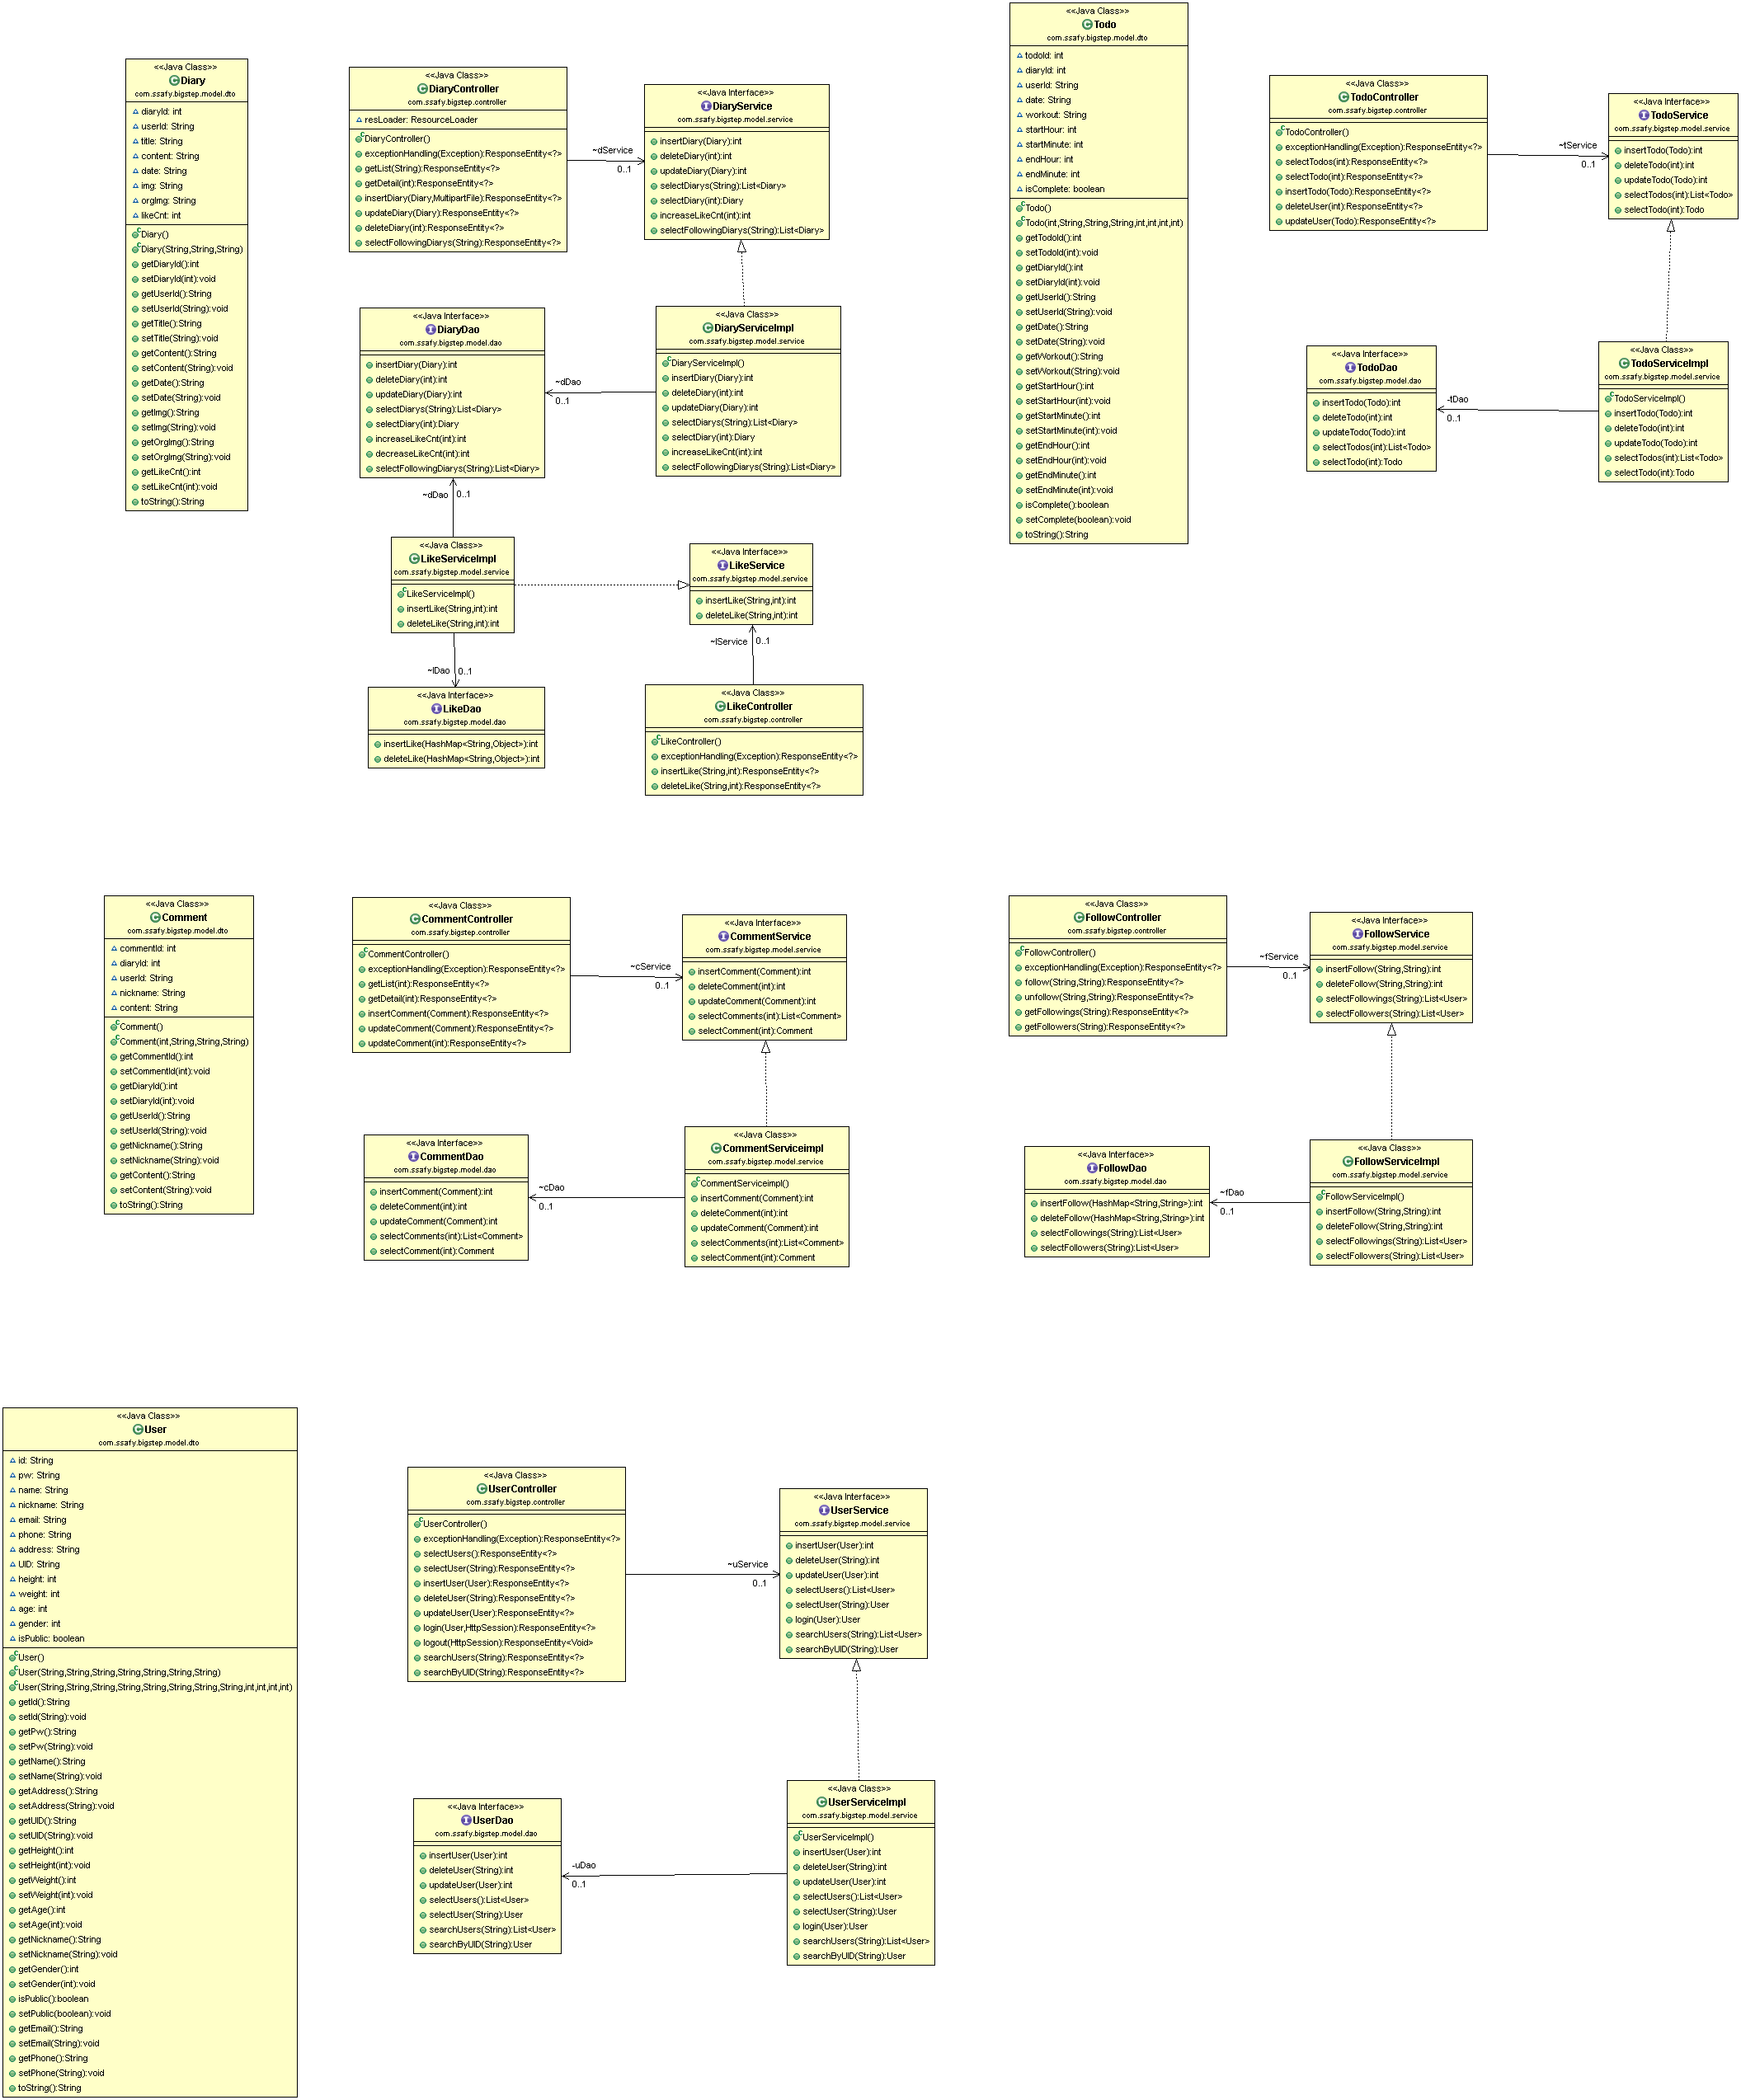 <<Java Class>>
Diary
com.ssafy.bigstep.model.dto
diaryId: int
userId: String
title: String
content: String
date: String
img: String
orgImg: String
likeCnt: int
Diary()
Diary(String,String,String)
getDiaryId():int
setDiaryId(int):void
getUserId():String
setUserId(String):void
getTitle():String
setTitle(String):void
getContent():String
setContent(String):void
getDate():String
setDate(String):void
getImg():String
setImg(String):void
getOrgImg():String
setOrgImg(String):void
getLikeCnt():int
setLikeCnt(int):void
toString():String
<<Java Class>>
DiaryController
com.ssafy.bigstep.controller
resLoader: ResourceLoader
DiaryController()
exceptionHandling(Exception):ResponseEntity<?>
getList(String):ResponseEntity<?>
getDetail(int):ResponseEntity<?>
insertDiary(Diary,MultipartFile):ResponseEntity<?>
updateDiary(Diary):ResponseEntity<?>
deleteDiary(int):ResponseEntity<?>
selectFollowingDiarys(String):ResponseEntity<?>
~dService
0..1
<<Java Interface>>
DiaryService
com.ssafy.bigstep.model.service
insertDiary(Diary):int
deleteDiary(int):int
updateDiary(Diary):int
selectDiarys(String):List<Diary>
selectDiary(int):Diary
increaseLikeCnt(int):int
selectFollowingDiarys(String):List<Diary>
<<Java Interface>>
DiaryDao
com.ssafy.bigstep.model.dao
insertDiary(Diary):int
deleteDiary(int):int
updateDiary(Diary):int
selectDiarys(String):List<Diary>
selectDiary(int):Diary
increaseLikeCnt(int):int
decreaseLikeCnt(int):int
selectFollowingDiarys(String):List<Diary>
~dDao
0..1
<<Java Class>>
DiaryServiceImpl
com.ssafy.bigstep.model.service
DiaryServiceImpl()
insertDiary(Diary):int
deleteDiary(int):int
updateDiary(Diary):int
selectDiarys(String):List<Diary>
selectDiary(int):Diary
increaseLikeCnt(int):int
selectFollowingDiarys(String):List<Diary>
~dDao 0..1
<<Java Class>>
LikeServiceImpl
com.ssafy.bigstep.model.service
LikeServiceImpl()
insertLike(String,int):int
deleteLike(String,int):int
<<Java Interface>>
LikeService
com.ssafy.bigstep.model.service
insertLike(String,int):int
deleteLike(String,int):int
~lDao 0..1
~lService 0..1
<<Java Interface>>
LikeDao
com.ssafy.bigstep.model.dao
insertLike(HashMap<String,Object>):int
deleteLike(HashMap<String,Object>):int
<<Java Class>>
LikeController
com.ssafy.bigstep.controller
LikeController()
exceptionHandling(Exception):ResponseEntity<?>
insertLike(String,int):ResponseEntity<?>
deleteLike(String,int):ResponseEntity<?>
<<Java Class>>
Todo
com.ssafy.bigstep.model.dto
todoId: int
diaryId: int
userId: String
date: String
workout: String
startHour: int
startMinute: int
endHour: int
endMinute: int
isComplete: boolean
Todo()
Todo(int,String,String,String,int,int,int,int)
getTodoId():int
setTodoId(int):void
getDiaryId():int
setDiaryId(int):void
getUserId():String
setUserId(String):void
getDate():String
setDate(String):void
getWorkout():String
setWorkout(String):void
getStartHour():int
setStartHour(int):void
getStartMinute():int
setStartMinute(int):void
getEndHour():int
setEndHour(int):void
getEndMinute():int
setEndMinute(int):void
isComplete():boolean
setComplete(boolean):void
toString():String
<<Java Class>>
TodoController
com.ssafy.bigstep.controller
TodoController()
exceptionHandling(Exception):ResponseEntity<?>
selectTodos(int):ResponseEntity<?>
selectTodo(int):ResponseEntity<?>
insertTodo(Todo):ResponseEntity<?>
deleteUser(int):ResponseEntity<?>
updateUser(Todo):ResponseEntity<?>
~tService
0..1
<<Java Interface>>
TodoService
com.ssafy.bigstep.model.service
insertTodo(Todo):int
deleteTodo(int):int
updateTodo(Todo):int
selectTodos(int):List<Todo>
selectTodo(int):Todo
<<Java Interface>>
TodoDao
com.ssafy.bigstep.model.dao
insertTodo(Todo):int
deleteTodo(int):int
updateTodo(Todo):int
selectTodos(int):List<Todo>
selectTodo(int):Todo
-tDao
0..1
<<Java Class>>
TodoServiceImpl
com.ssafy.bigstep.model.service
TodoServiceImpl()
insertTodo(Todo):int
deleteTodo(int):int
updateTodo(Todo):int
selectTodos(int):List<Todo>
selectTodo(int):Todo
<<Java Class>>
Comment
com.ssafy.bigstep.model.dto
commentId: int
diaryId: int
userId: String
nickname: String
content: String
Comment()
Comment(int,String,String,String)
getCommentId():int
setCommentId(int):void
getDiaryId():int
setDiaryId(int):void
getUserId():String
setUserId(String):void
getNickname():String
setNickname(String):void
getContent():String
setContent(String):void
toString():String
<<Java Class>>
CommentController
com.ssafy.bigstep.controller
CommentController()
exceptionHandling(Exception):ResponseEntity<?>
getList(int):ResponseEntity<?>
getDetail(int):ResponseEntity<?>
insertComment(Comment):ResponseEntity<?>
updateComment(Comment):ResponseEntity<?>
updateComment(int):ResponseEntity<?>
~cService
0..1
<<Java Interface>>
CommentService
com.ssafy.bigstep.model.service
insertComment(Comment):int
deleteComment(int):int
updateComment(Comment):int
selectComments(int):List<Comment>
selectComment(int):Comment
<<Java Interface>>
CommentDao
com.ssafy.bigstep.model.dao
insertComment(Comment):int
deleteComment(int):int
updateComment(Comment):int
selectComments(int):List<Comment>
selectComment(int):Comment
~cDao
0..1
<<Java Class>>
CommentServiceimpl
com.ssafy.bigstep.model.service
CommentServiceimpl()
insertComment(Comment):int
deleteComment(int):int
updateComment(Comment):int
selectComments(int):List<Comment>
selectComment(int):Comment
<<Java Class>>
FollowController
com.ssafy.bigstep.controller
FollowController()
exceptionHandling(Exception):ResponseEntity<?>
follow(String,String):ResponseEntity<?>
unfollow(String,String):ResponseEntity<?>
getFollowings(String):ResponseEntity<?>
getFollowers(String):ResponseEntity<?>
~fService
0..1
<<Java Interface>>
FollowService
com.ssafy.bigstep.model.service
insertFollow(String,String):int
deleteFollow(String,String):int
selectFollowings(String):List<User>
selectFollowers(String):List<User>
<<Java Interface>>
FollowDao
com.ssafy.bigstep.model.dao
insertFollow(HashMap<String,String>):int
deleteFollow(HashMap<String,String>):int
selectFollowings(String):List<User>
selectFollowers(String):List<User>
~fDao
0..1
<<Java Class>>
FollowServiceImpl
com.ssafy.bigstep.model.service
FollowServiceImpl()
insertFollow(String,String):int
deleteFollow(String,String):int
selectFollowings(String):List<User>
selectFollowers(String):List<User>
<<Java Class>>
User
com.ssafy.bigstep.model.dto
id: String
pw: String
name: String
nickname: String
email: String
phone: String
address: String
UID: String
height: int
weight: int
age: int
gender: int
isPublic: boolean
User()
User(String,String,String,String,String,String,String)
User(String,String,String,String,String,String,String,String,int,int,int,int)
getId():String
setId(String):void
getPw():String
setPw(String):void
getName():String
setName(String):void
getAddress():String
setAddress(String):void
getUID():String
setUID(String):void
getHeight():int
setHeight(int):void
getWeight():int
setWeight(int):void
getAge():int
setAge(int):void
getNickname():String
setNickname(String):void
getGender():int
setGender(int):void
isPublic():boolean
setPublic(boolean):void
getEmail():String
setEmail(String):void
getPhone():String
setPhone(String):void
toString():String
<<Java Class>>
UserController
com.ssafy.bigstep.controller
UserController()
exceptionHandling(Exception):ResponseEntity<?>
selectUsers():ResponseEntity<?>
selectUser(String):ResponseEntity<?>
insertUser(User):ResponseEntity<?>
deleteUser(String):ResponseEntity<?>
updateUser(User):ResponseEntity<?>
login(User,HttpSession):ResponseEntity<?>
logout(HttpSession):ResponseEntity<Void>
searchUsers(String):ResponseEntity<?>
searchByUID(String):ResponseEntity<?>
~uService
0..1
<<Java Interface>>
UserService
com.ssafy.bigstep.model.service
insertUser(User):int
deleteUser(String):int
updateUser(User):int
selectUsers():List<User>
selectUser(String):User
login(User):User
searchUsers(String):List<User>
searchByUID(String):User
<<Java Interface>>
UserDao
com.ssafy.bigstep.model.dao
insertUser(User):int
deleteUser(String):int
updateUser(User):int
selectUsers():List<User>
selectUser(String):User
searchUsers(String):List<User>
searchByUID(String):User
-uDao
0..1
<<Java Class>>
UserServiceImpl
com.ssafy.bigstep.model.service
UserServiceImpl()
insertUser(User):int
deleteUser(String):int
updateUser(User):int
selectUsers():List<User>
selectUser(String):User
login(User):User
searchUsers(String):List<User>
searchByUID(String):User